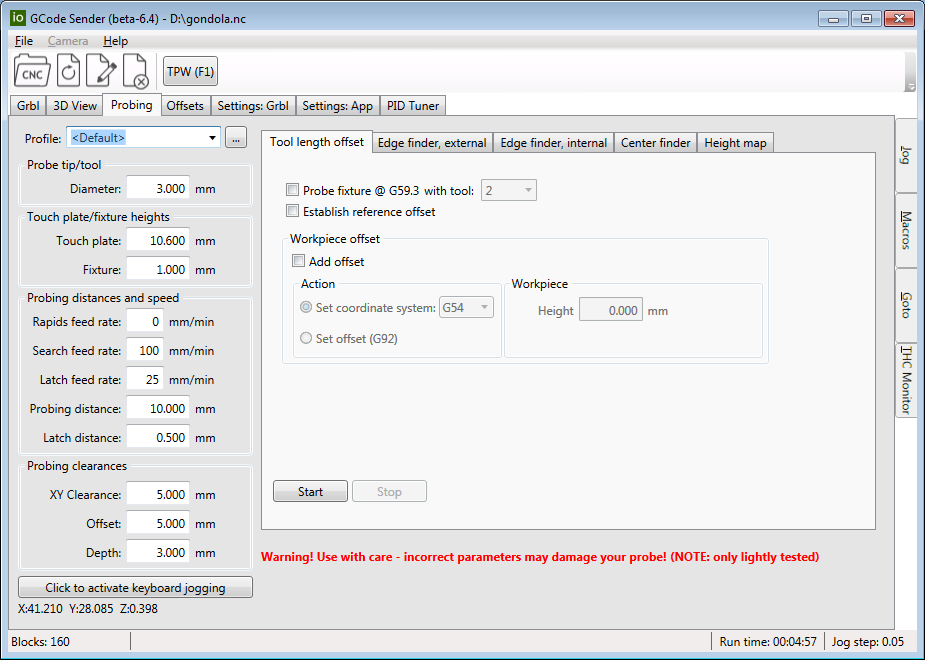 io GCode Sender (beta-6.4) - D:\gondola.nc
File Camera Help
CNC TPW (F1)
Grbl 3D View Probing Offsets Settings: Grbl Settings: App PID Tuner
Profile: <Default> ...
Probe tip/tool
Diameter: 3.000 mm
Touch plate/fixture heights
Touch plate: 10.600 mm
Fixture: 1.000 mm
Probing distances and speed
Rapids feed rate: 0 mm/min
Search feed rate: 100 mm/min
Latch feed rate: 25 mm/min
Probing distance: 10.000 mm
Latch distance: 0.500 mm
Probing clearances
XY Clearance: 5.000 mm
Offset: 5.000 mm
Depth: 3.000 mm
Click to activate keyboard jogging
X:41.210 Y:28.085 Z:0.398
Tool length offset Edge finder, external Edge finder, internal Center finder Height map
Probe fixture @ G59.3 with tool: 2
Establish reference offset
Workpiece offset
Add offset
Action
Set coordinate system: G54
Set offset (G92)
Workpiece
Height 0.000 mm
Start Stop
Warning! Use with care - incorrect parameters may damage your probe! (NOTE: only lightly tested)
Jog
Macros
Goto
THC Monitor
Blocks: 160 Run time: 00:04:57 Jog step: 0.05